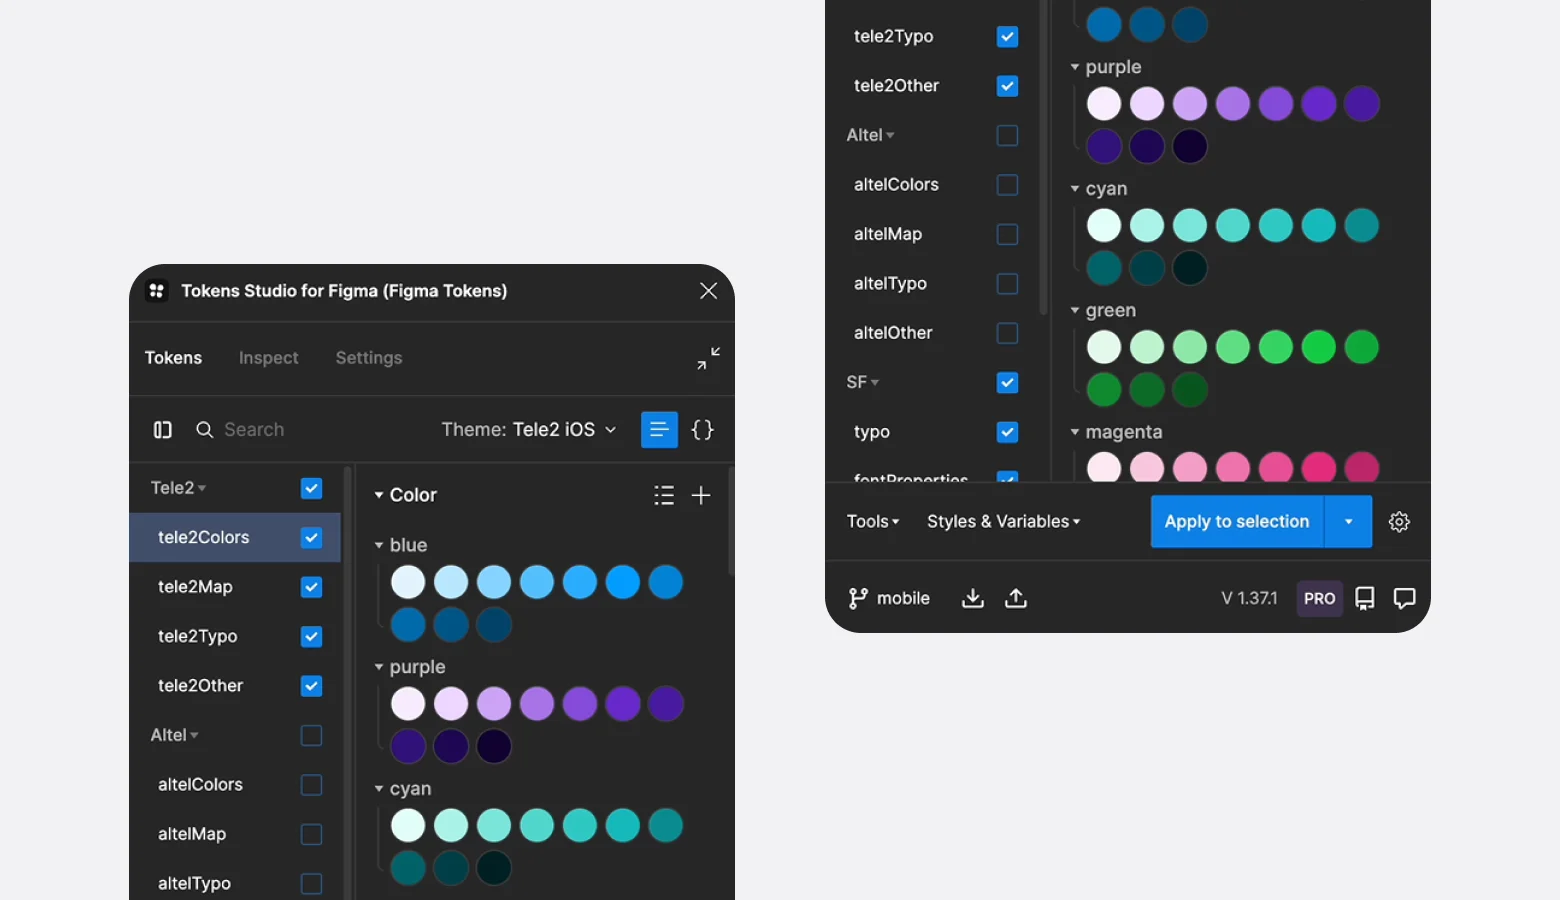 Tokens Studio for Figma (Figma Tokens)
Tokens Inspect Settings
Search Theme: Tele2 iOS {}
Tele2
tele2Colors
tele2Map
tele2Typo
tele2Other
Altel
altelColors
altelMap
altelTypo
Color
blue
purple
cyan
tele2Typo
tele2Other
Altel
altelColors
altelMap
altelTypo
altelOther
SF
typo
fontProperties
purple
cyan
green
magenta
Tools Styles & Variables Apply to selection
mobile V 1.37.1 PRO